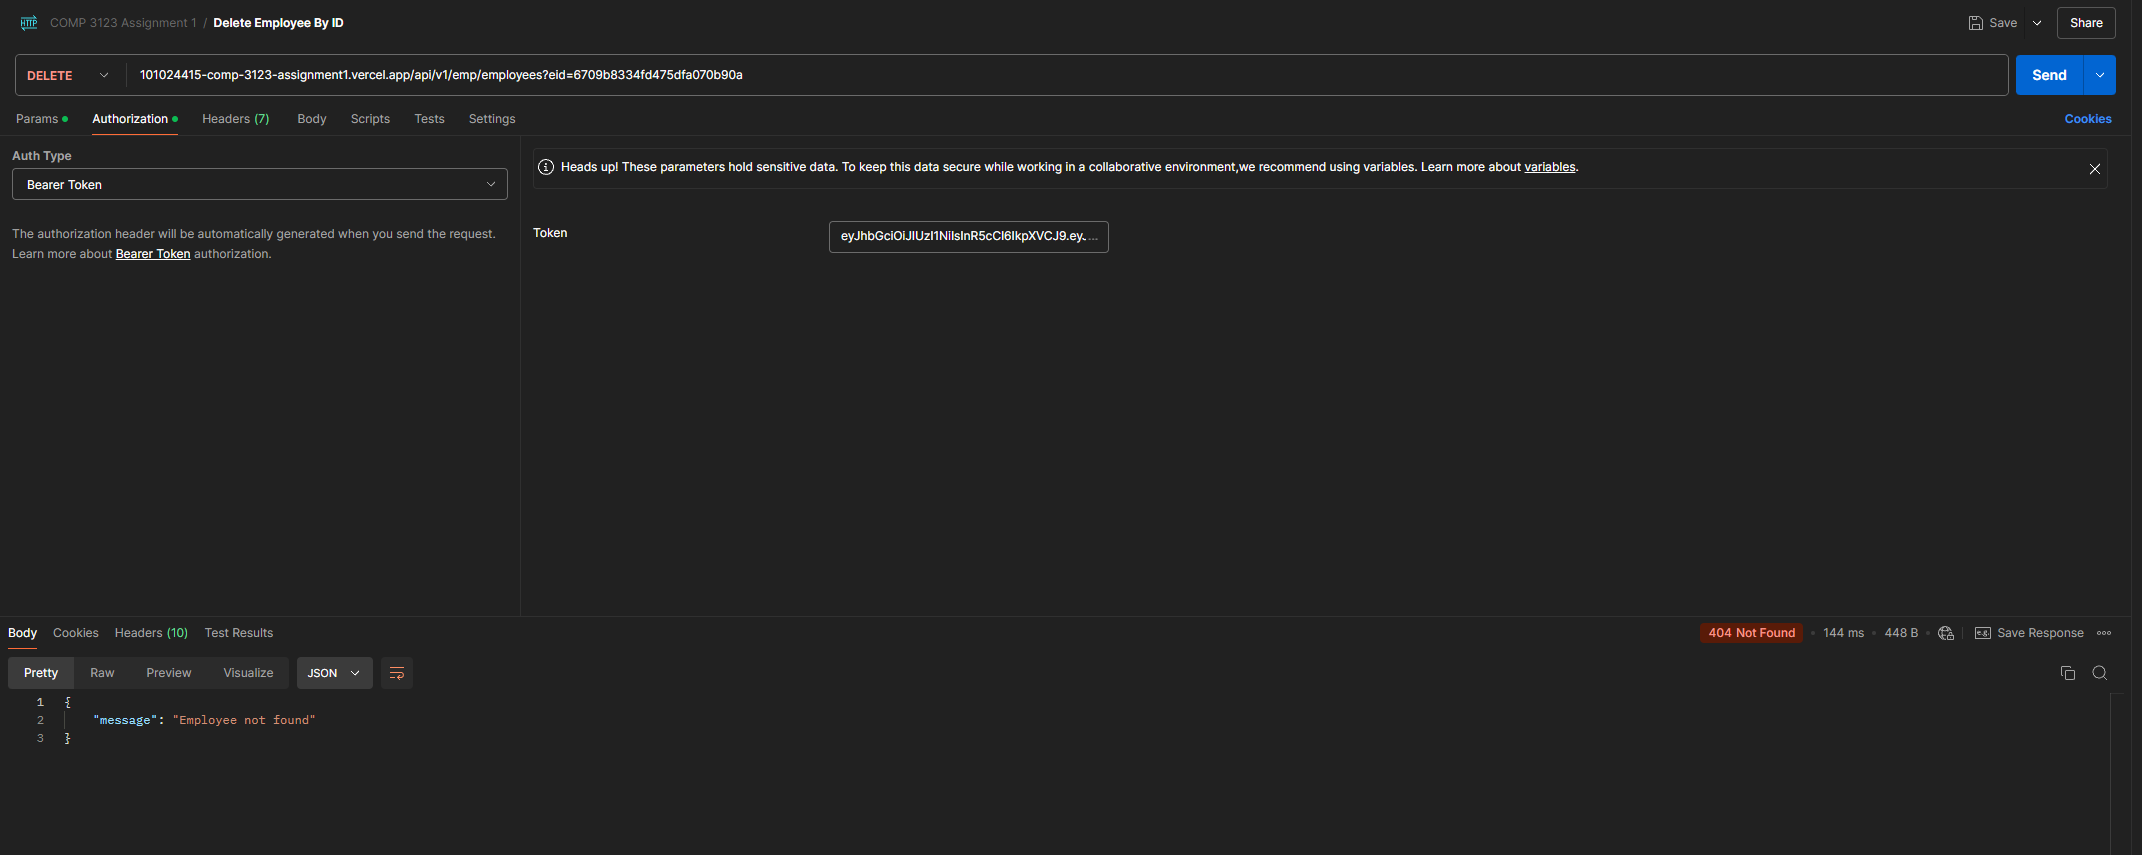 HTTP COMP 3123 Assignment 1 / Delete Employee By ID Save Share
DELETE 101024415-comp-3123-assignment1.vercel.app/api/v1/emp/employees?eid=6709b8334fd475dfa070b90a Send
Params Authorization Headers (7) Body Scripts Tests Settings Cookies
Auth Type
Bearer Token
The authorization header will be automatically generated when you send the request.
Learn more about Bearer Token authorization.
Heads up! These parameters hold sensitive data. To keep this data secure while working in a collaborative environment,we recommend using variables. Learn more about variables.
Token eyJhbGciOiJIUzI1NiIsInR5cCI6IkpXVCJ9.eyJ....
Body Cookies Headers (10) Test Results 404 Not Found 144 ms 448 B e.g. Save Response
Pretty Raw Preview Visualize JSON
1 {
2 "message": "Employee not found"
3 }